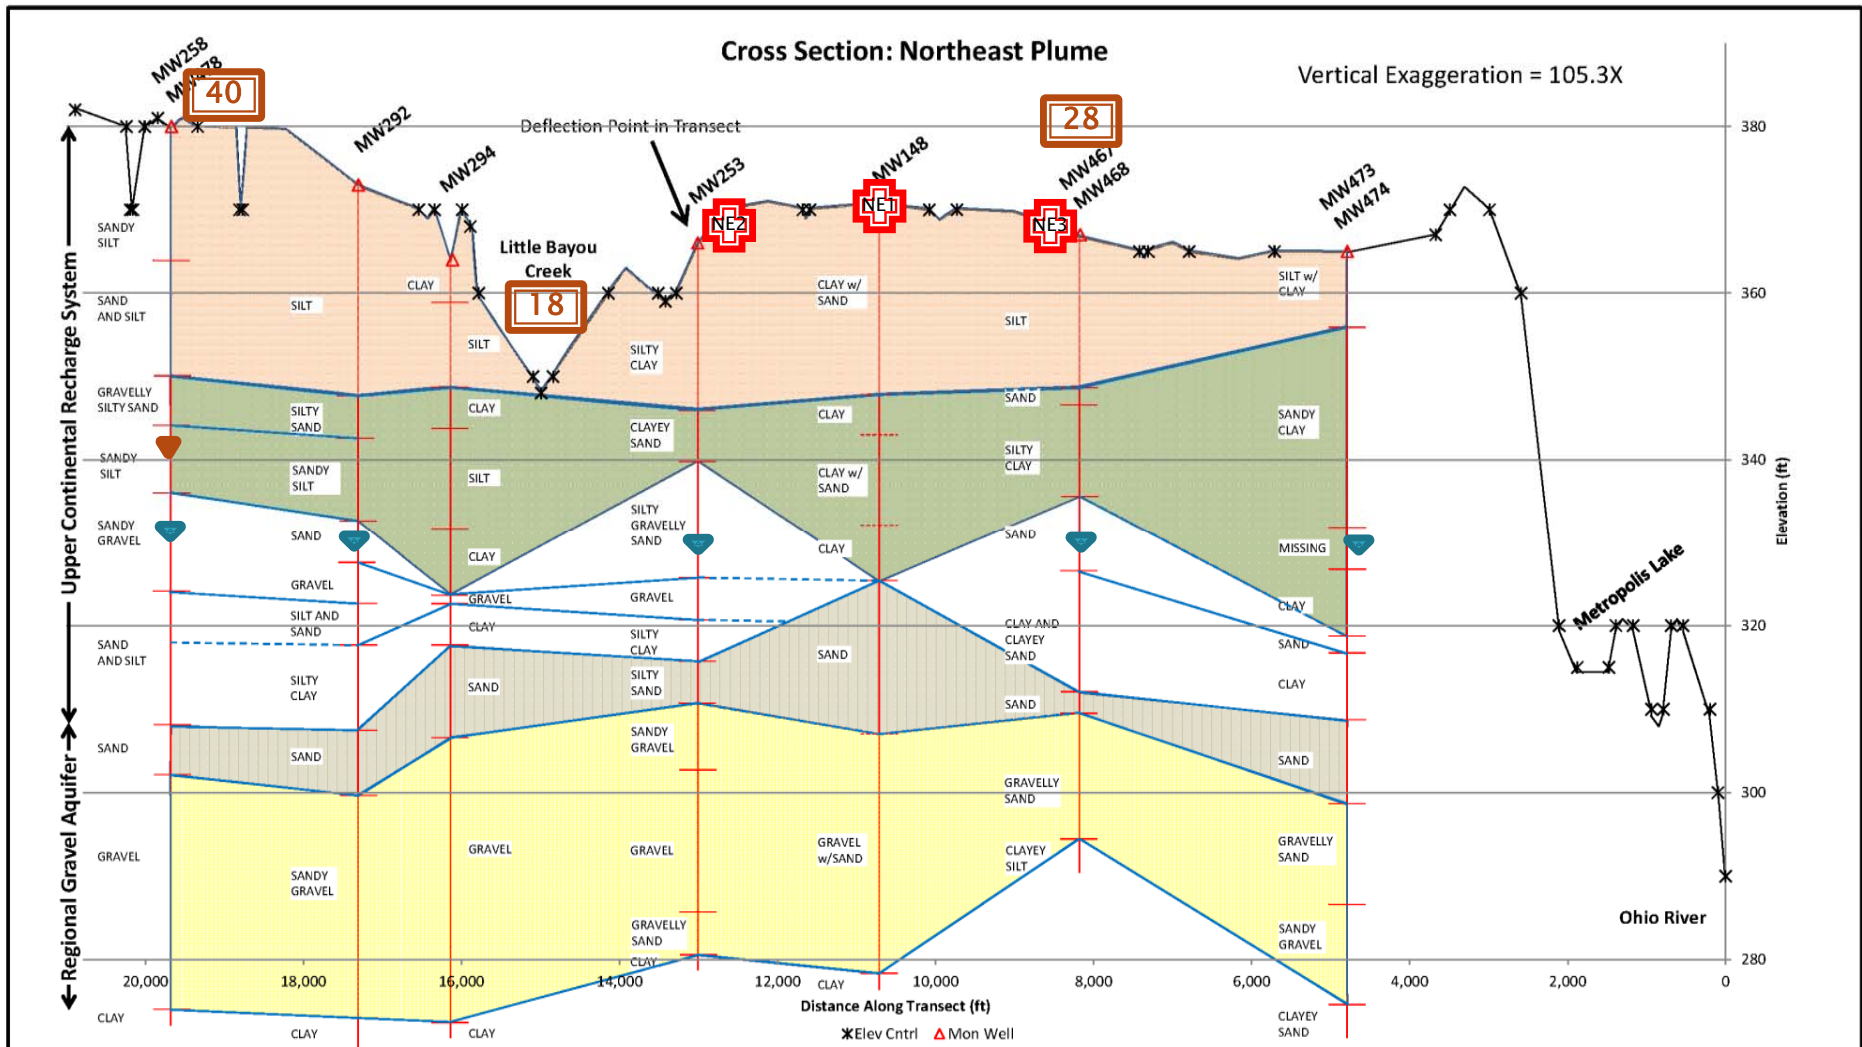 Cross Section: Northeast Plume
Vertical Exaggeration = 105.3X
MW258
MW478
40
MW292
MW294
Deflection Point in Transect
MW253
MW148
28
MW467
MW468
MW473
MW474
NE2
NE1
NE3
Little Bayou
Creek
18
Upper Continental Recharge System
Regional Gravel Aquifer
SANDY
SILT
SAND
AND SILT
GRAVELLY
SILTY SAND
SANDY
SILT
SANDY
GRAVEL
SAND
AND SILT
SAND
GRAVEL
CLAY
SILT
SILTY
SAND
SANDY
SILT
SAND
GRAVEL
SILT AND
SAND
SILTY
CLAY
SAND
SANDY
GRAVEL
CLAY
CLAY
SILT
CLAY
SILT
CLAY
GRAVEL
CLAY
SAND
GRAVEL
CLAY
SILTY
CLAY
CLAYEY
SAND
SILTY
GRAVELLY
SAND
GRAVEL
SILTY
CLAY
SILTY
SAND
SANDY
GRAVEL
GRAVEL
GRAVELLY
SAND
CLAY
CLAY w/
SAND
CLAY
CLAY w/
SAND
CLAY
SAND
GRAVEL
w/SAND
CLAY
SILT
SAND
SILTY
CLAY
SAND
CLAY AND
CLAYEY
SAND
SAND
GRAVELLY
SAND
CLAYEY
SILT
SILT w/
CLAY
SANDY
CLAY
MISSING
CLAY
SAND
CLAY
SAND
GRAVELLY
SAND
SANDY
GRAVEL
CLAYEY
SAND
Metropolis Lake
Ohio River
380
360
340
320
300
280
Elevation (ft)
20,000 18,000 16,000 14,000 12,000 10,000 8,000 6,000 4,000 2,000 0
Distance Along Transect (ft)
Elev Cntrl Mon Well